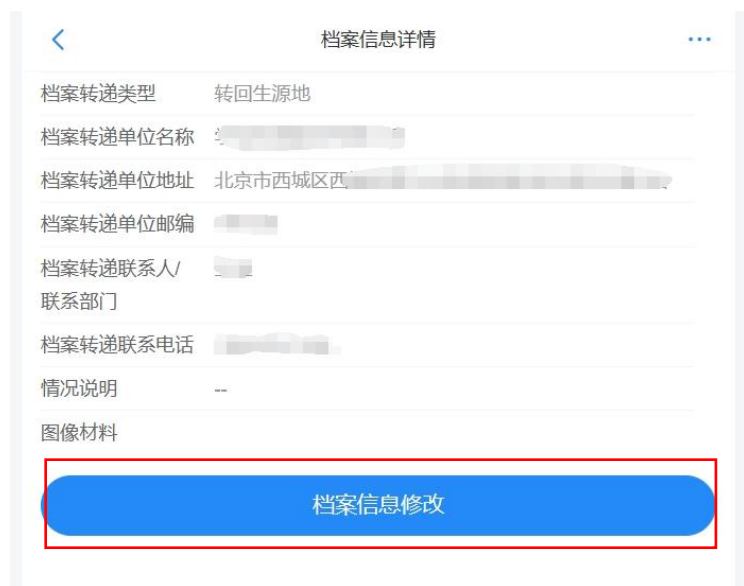 档案信息详情
档案转递类型 转回生源地
档案转递单位名称
档案转递单位地址 北京市西城区西
档案转递单位邮编
档案转递联系人/
联系部门
档案转递联系电话
情况说明 --
图像材料
档案信息修改